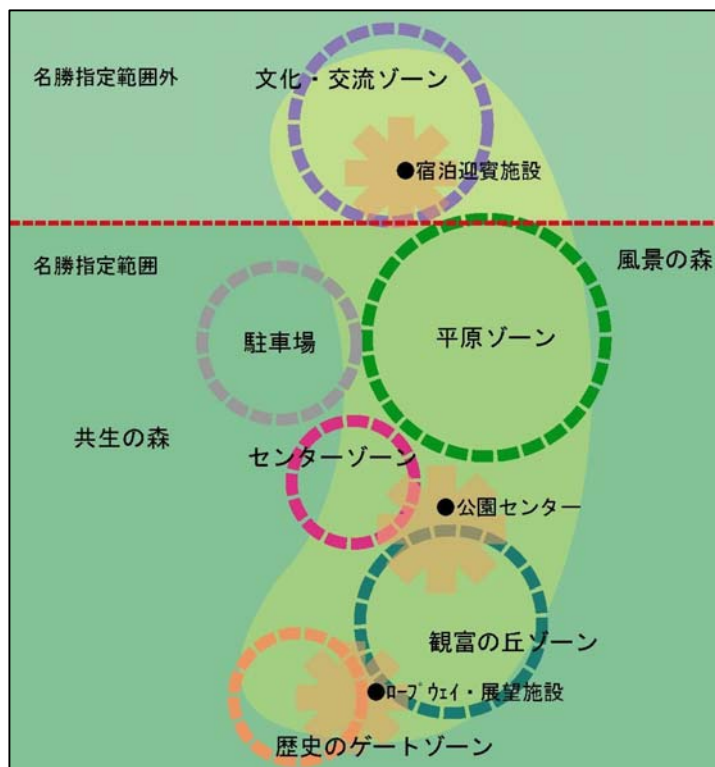 文化・交流ゾーン
名勝指定範囲外
●宿泊迎賓施設
風景の森
名勝指定範囲
平原ゾーン
駐車場
共生の森
センターゾーン
●公園センター
観富の丘ゾーン
●ﾛｰﾌﾟｳｪｲ・展望施設
歴史のゲートゾーン